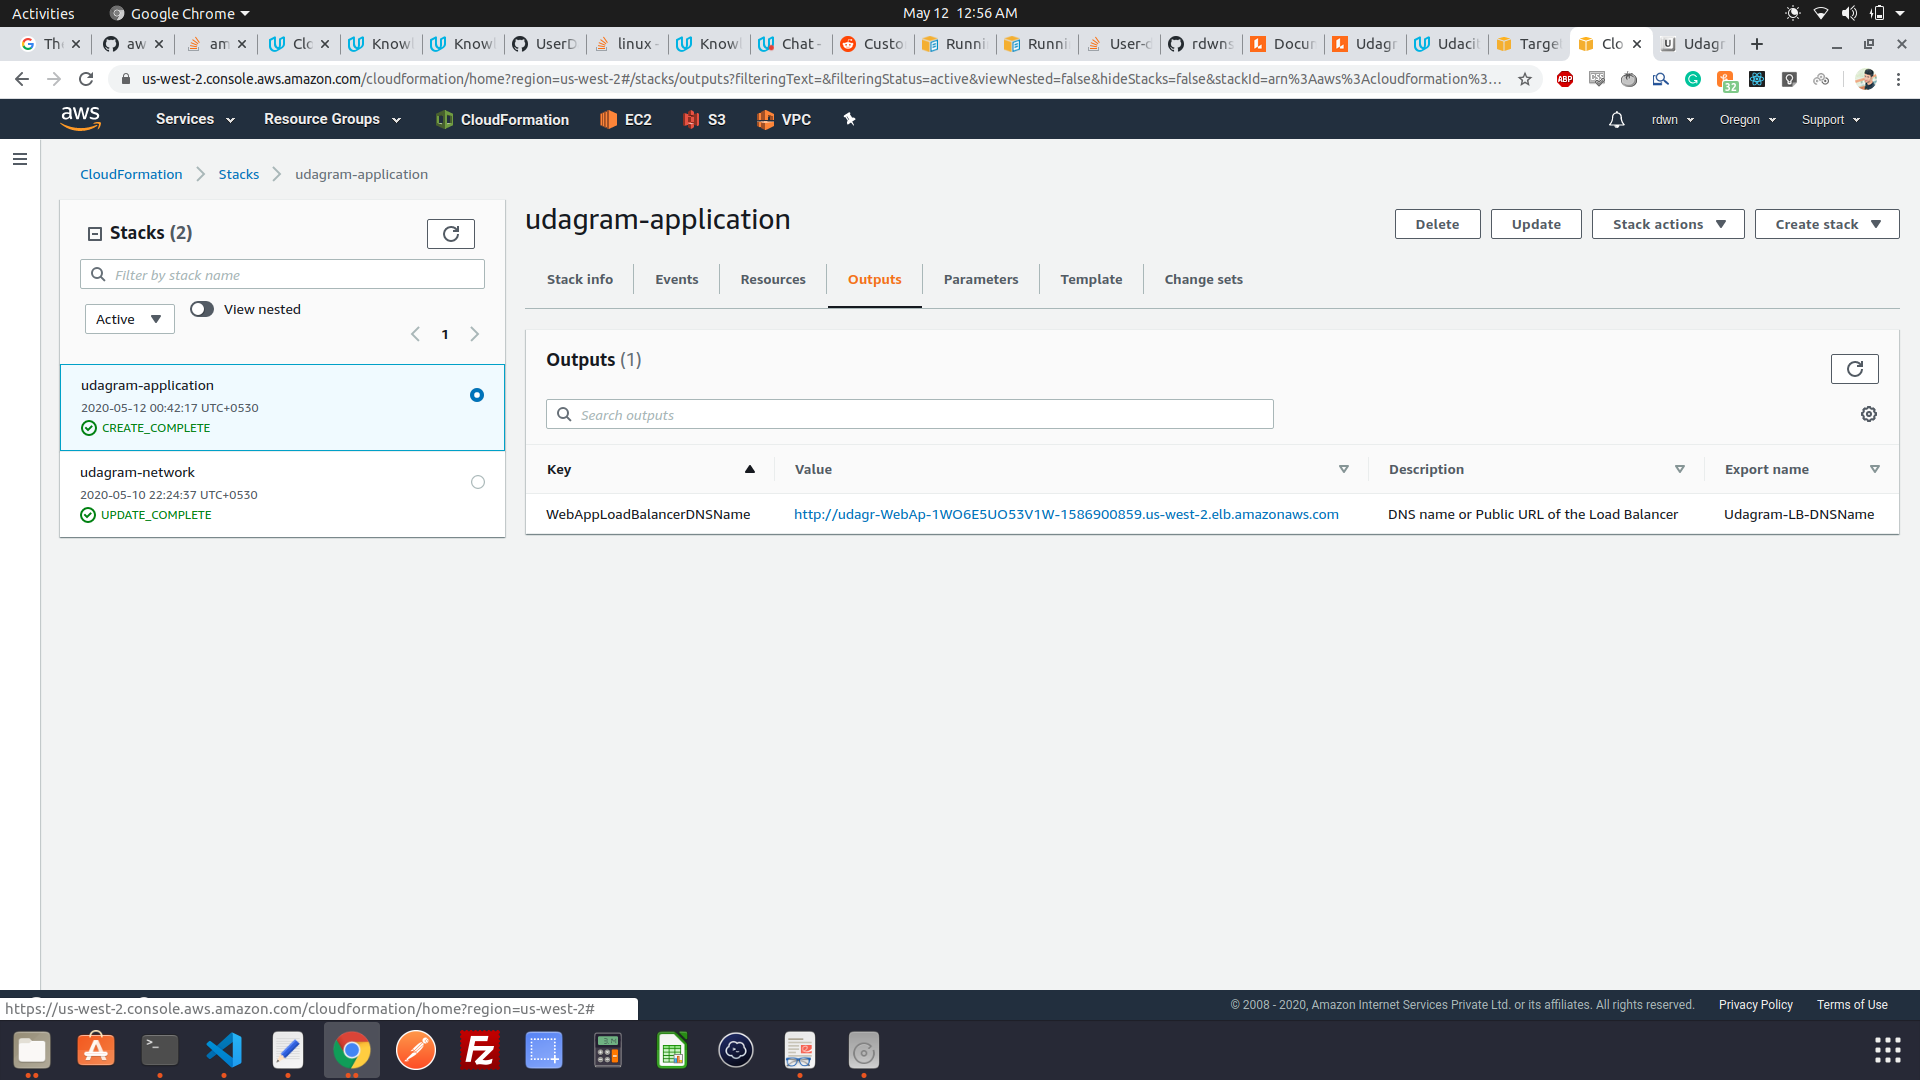 Activities Google Chrome May 12 12:56 AM
The aw am Clo Knowl Knowl UserD linux - Knowl Chat - Custo Runni Runni User-d rdwns Docur Udagr Udacit Target Clo Udagr
us-west-2.console.aws.amazon.com/cloudformation/home?region=us-west-2#/stacks/outputs?filteringText=&filteringStatus=active&viewNested=false&hideStacks=false&stackId=arn%3Aaws%3Acloudformation%3... ABP 32
aws Services Resource Groups CloudFormation EC2 S3 VPC rdwn Oregon Support
CloudFormation Stacks udagram-application
Stacks (2)
Filter by stack name
Active View nested
1
udagram-application
2020-05-12 00:42:17 UTC+0530
CREATE_COMPLETE
udagram-network
2020-05-10 22:24:37 UTC+0530
UPDATE_COMPLETE
udagram-application
Delete Update Stack actions Create stack
Stack info Events Resources Outputs Parameters Template Change sets
Outputs (1)
Search outputs
Key Value Description Export name
WebAppLoadBalancerDNSName http://udagr-WebAp-1WO6E5UO53V1W-1586900859.us-west-2.elb.amazonaws.com DNS name or Public URL of the Load Balancer Udagram-LB-DNSName
https://us-west-2.console.aws.amazon.com/cloudformation/home?region=us-west-2#
© 2008 - 2020, Amazon Internet Services Private Ltd. or its affiliates. All rights reserved. Privacy Policy Terms of Use